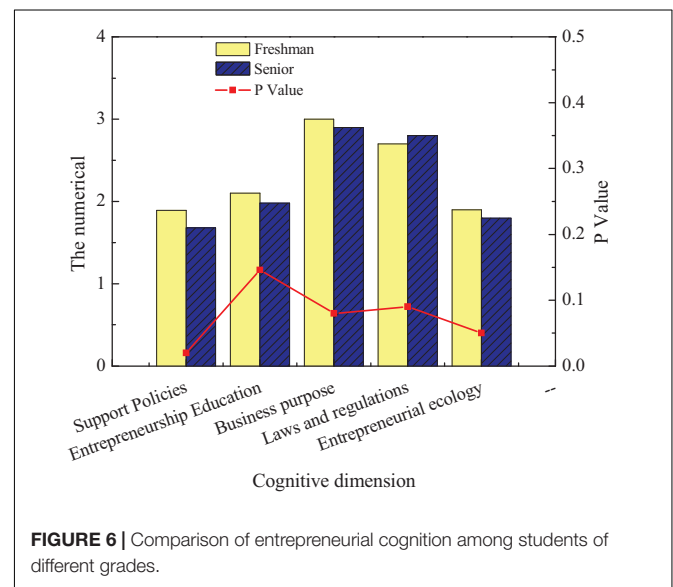 4
3
2
1
0
The numerical
Freshman
Senior
P Value
0.5
0.4
0.3
0.2
0.1
0.0
P Value
Support Policies
Entrepreneurship Education
Business purpose
Laws and regulations
Entrepreneurial ecology
--
Cognitive dimension
FIGURE 6 | Comparison of entrepreneurial cognition among students of
different grades.